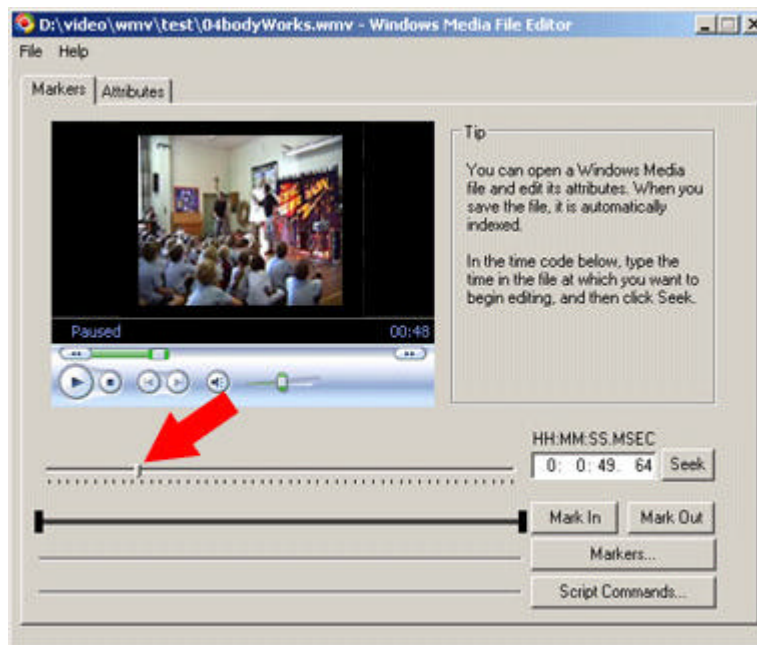 D:\video\wmv\test\04bodyWorks.wmv - Windows Media File Editor
File Help
Markers Attributes
Tip
You can open a Windows Media
file and edit its attributes. When you
save the file, it is automatically
indexed.
In the time code below, type the
time in the file at which you want to
begin editing, and then click Seek.
Paused 00:48
HH:MM:SS.MSEC
0: 0: 49. 64 Seek
Mark In Mark Out
Markers...
Script Commands...